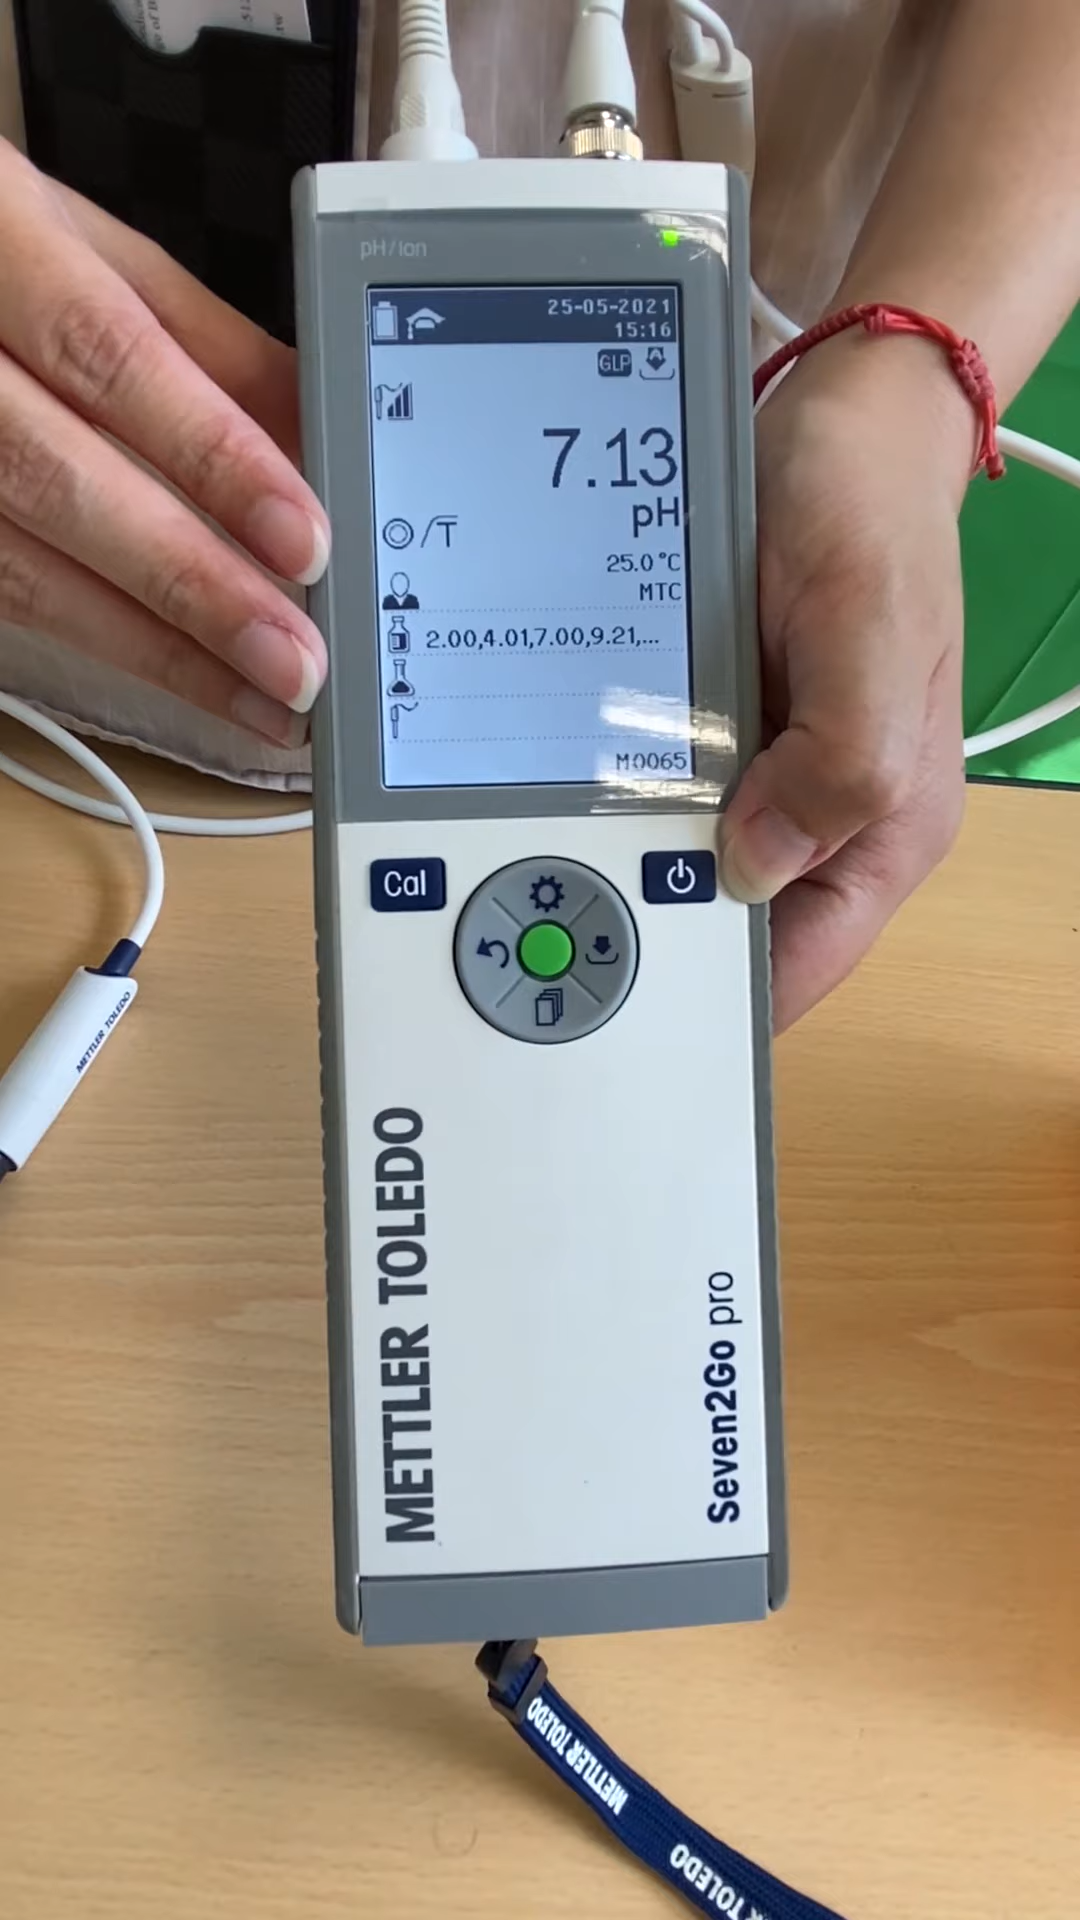 pH/Ion
25-05-2021
15:16
GLP
7.13
pH
/T
25.0 °C
MTC
2.00,4.01,7.00,9.21,...
M0065
Cal
METTLER TOLEDO
METTLER TOLEDO
Seven2Go pro
METTLER TOLEDO
TOLEDO